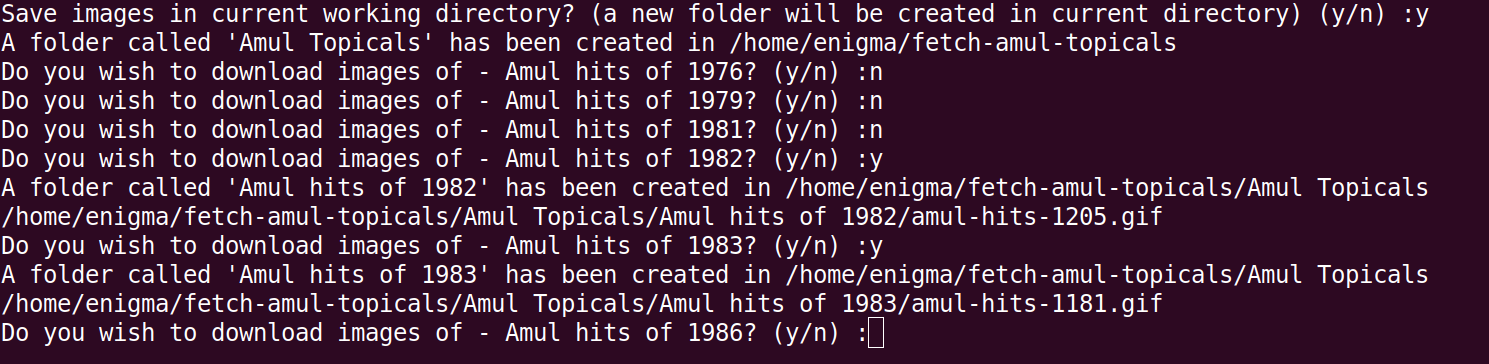 Save images in current working directory? (a new folder will be created in current directory) (y/n) :y
A folder called 'Amul Topicals' has been created in /home/enigma/fetch-amul-topicals
Do you wish to download images of - Amul hits of 1976? (y/n) :n
Do you wish to download images of - Amul hits of 1979? (y/n) :n
Do you wish to download images of - Amul hits of 1981? (y/n) :n
Do you wish to download images of - Amul hits of 1982? (y/n) :y
A folder called 'Amul hits of 1982' has been created in /home/enigma/fetch-amul-topicals/Amul Topicals
/home/enigma/fetch-amul-topicals/Amul Topicals/Amul hits of 1982/amul-hits-1205.gif
Do you wish to download images of - Amul hits of 1983? (y/n) :y
A folder called 'Amul hits of 1983' has been created in /home/enigma/fetch-amul-topicals/Amul Topicals
/home/enigma/fetch-amul-topicals/Amul Topicals/Amul hits of 1983/amul-hits-1181.gif
Do you wish to download images of - Amul hits of 1986? (y/n) :